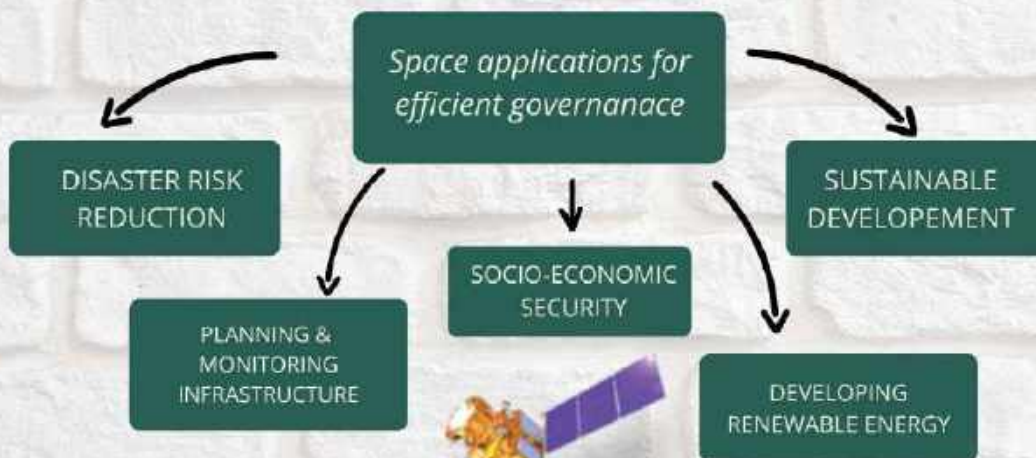 Space applications for
efficient governanace
DISASTER RISK
REDUCTION
SUSTAINABLE
DEVELOPEMENT
SOCIO-ECONOMIC
SECURITY
PLANNING &
MONITORING
INFRASTRUCTURE
DEVELOPING
RENEWABLE ENERGY